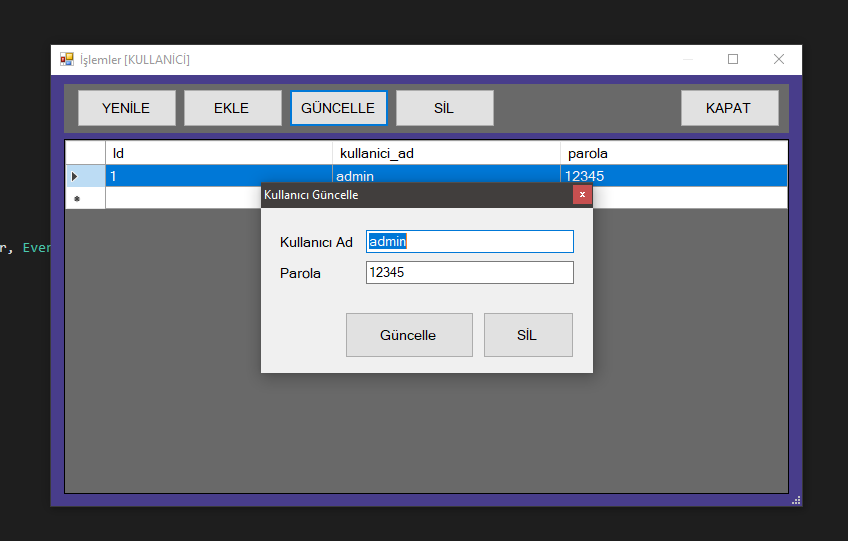 İşlemler [KULLANİCİ]
YENİLE EKLE GÜNCELLE SİL KAPAT
Id kullanici_ad parola
1 admin 12345
Kullanıcı Güncelle
r, Even
Kullanıcı Ad admin
Parola 12345
Güncelle SİL